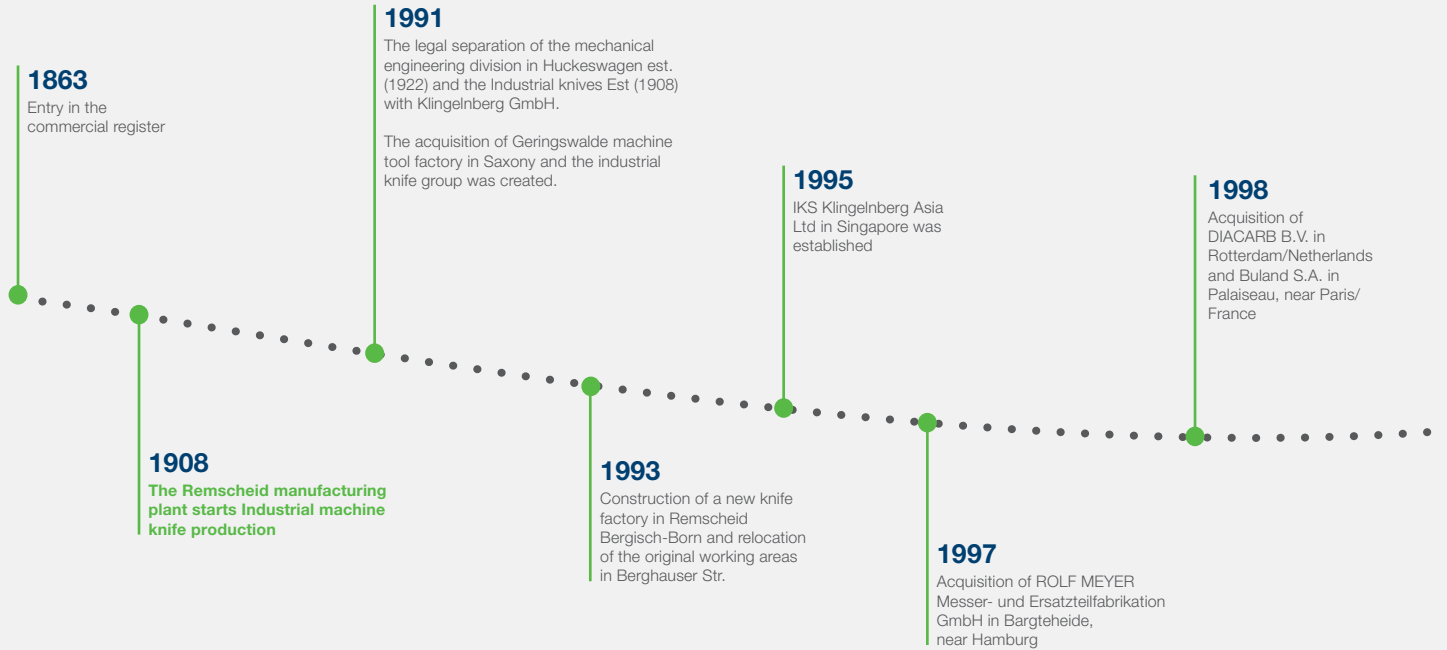 1863
Entry in the
commercial register
1908
The Remscheid manufacturing
plant starts Industrial machine
knife production
1991
The legal separation of the mechanical
engineering division in Huckeswagen est.
(1922) and the Industrial knives Est (1908)
with Klingelnberg GmbH.
The acquisition of Geringswalde machine
tool factory in Saxony and the industrial
knife group was created.
1993
Construction of a new knife
factory in Remscheid
Bergisch-Born and relocation
of the original working areas
in Berghauser Str.
1995
IKS Klingelnberg Asia
Ltd in Singapore was
established
1997
Acquisition of ROLF MEYER
Messer- und Ersatzteilfabrikation
GmbH in Bargteheide,
near Hamburg
1998
Acquisition of
DIACARB B.V. in
Rotterdam/Netherlands
and Buland S.A. in
Palaiseau, near Paris/
France